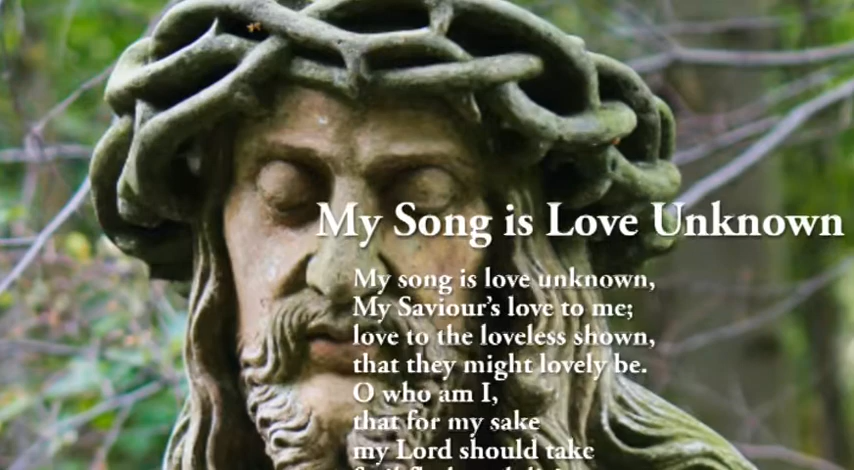 My Song is Love Unknown
My song is love unknown,
My Saviour's love to me;
love to the loveless shown,
that they might lovely be.
O who am I,
that for my sake
my Lord should take